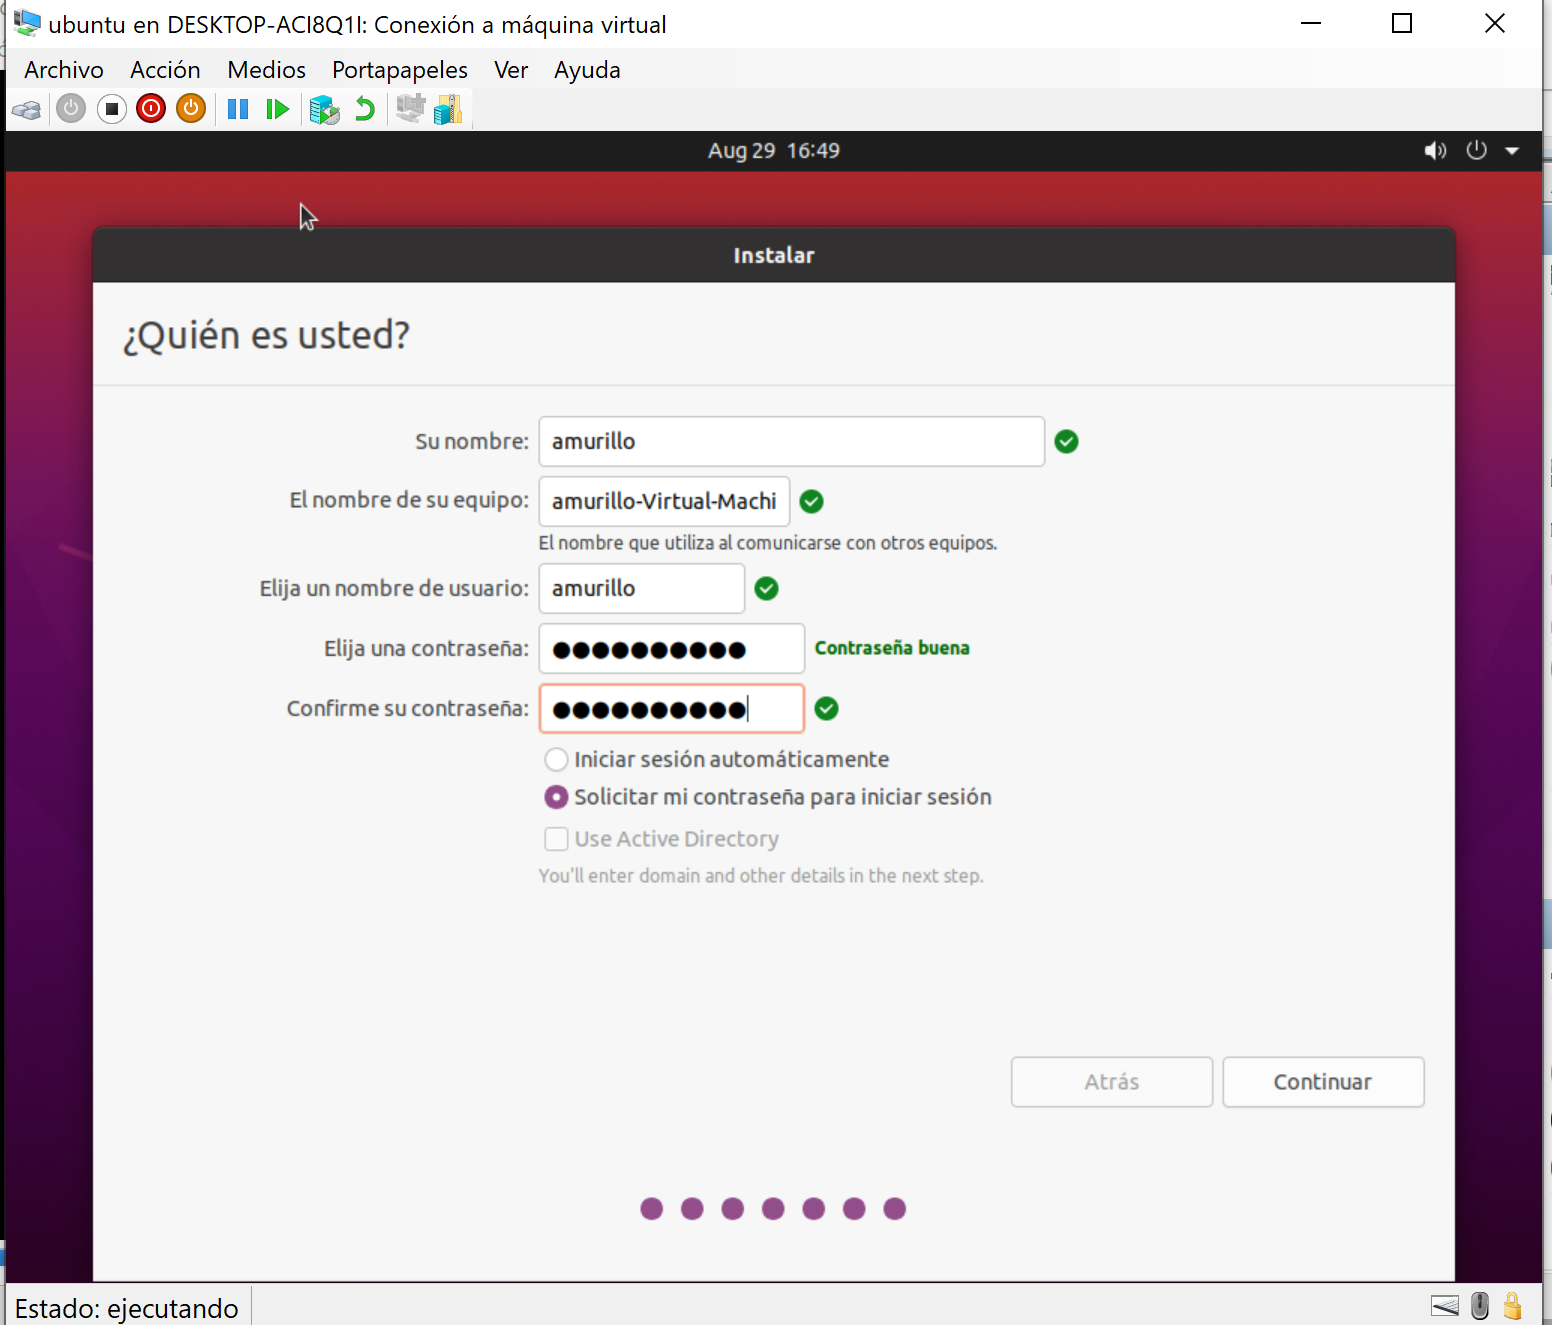 ubuntu en DESKTOP-ACI8Q1I: Conexión a máquina virtual
Archivo Acción Medios Portapapeles Ver Ayuda
Aug 29 16:49
Instalar
¿Quién es usted?
Su nombre: amurillo
El nombre de su equipo: amurillo-Virtual-Machi
El nombre que utiliza al comunicarse con otros equipos.
Elija un nombre de usuario: amurillo
Elija una contraseña: ●●●●●●●●●● Contraseña buena
Confirme su contraseña: ●●●●●●●●●●
Iniciar sesión automáticamente
Solicitar mi contraseña para iniciar sesión
Use Active Directory
You'll enter domain and other details in the next step.
Atrás Continuar
Estado: ejecutando